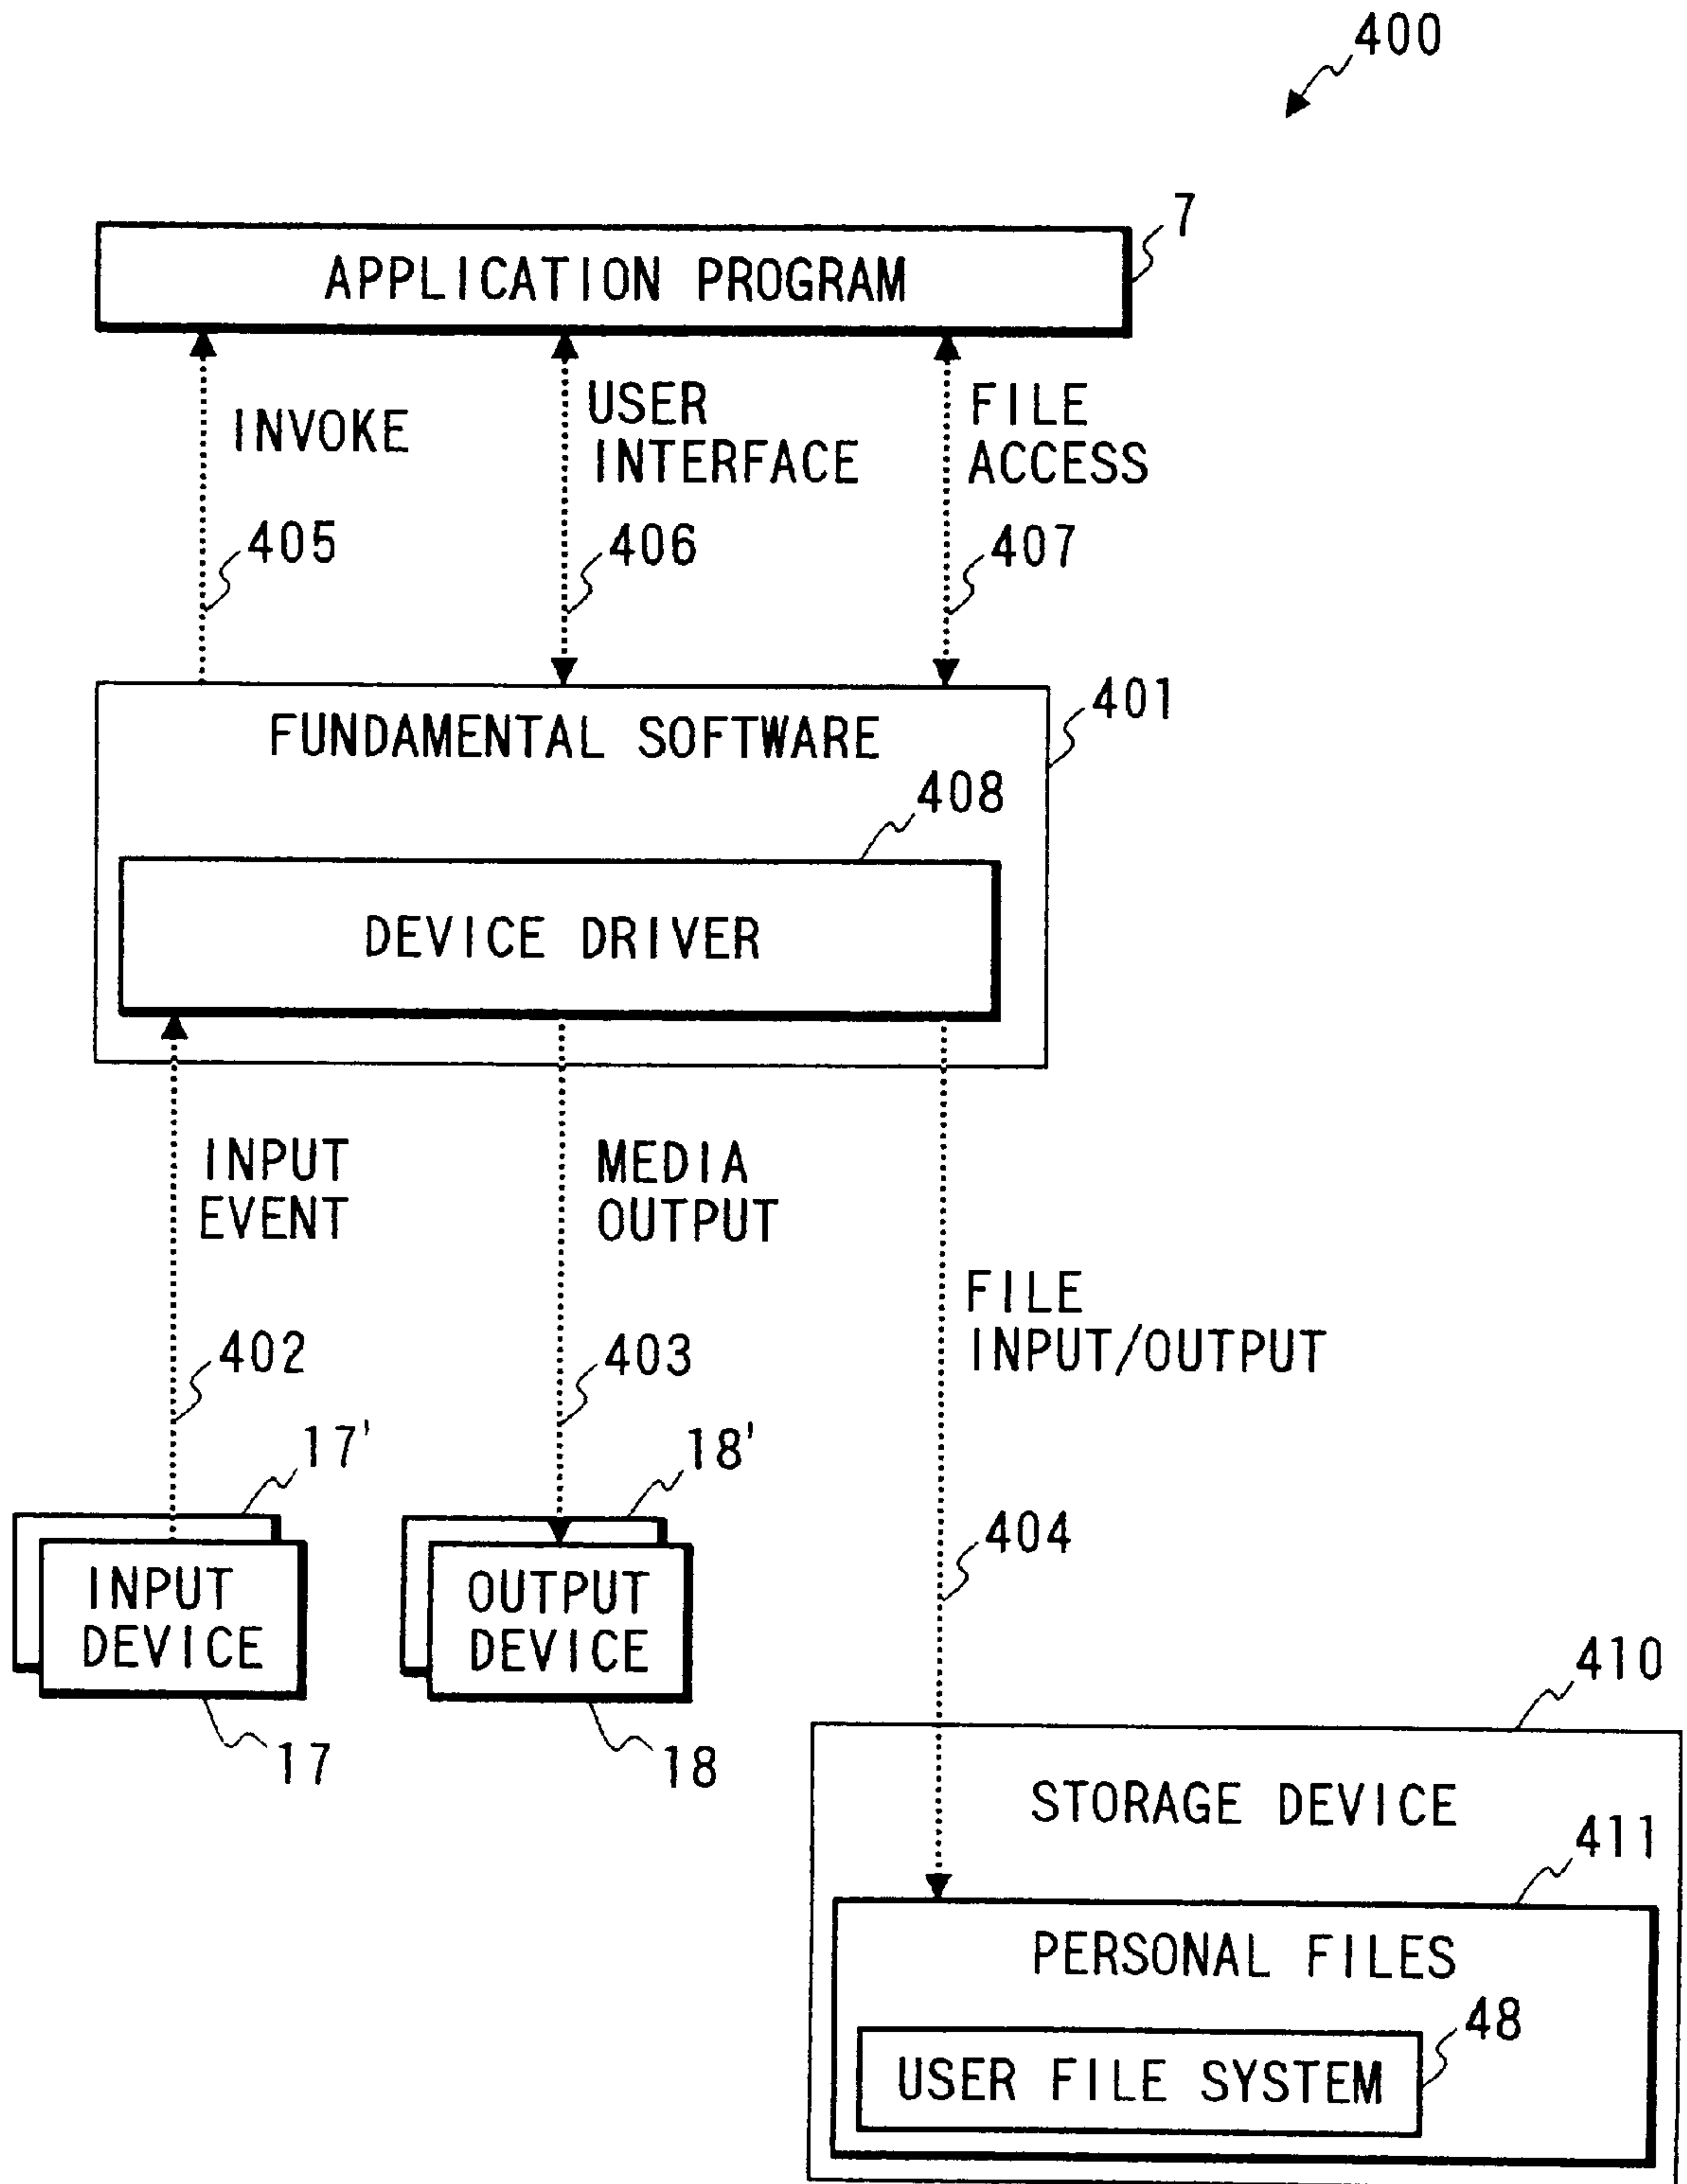 400
7
APPLICATION PROGRAM
INVOKE
USER
INTERFACE
FILE
ACCESS
405
406
407
401
FUNDAMENTAL SOFTWARE
408
DEVICE DRIVER
INPUT
EVENT
MEDIA
OUTPUT
FILE
INPUT/OUTPUT
402
403
17'
18'
404
INPUT
DEVICE
OUTPUT
DEVICE
17
18
410
STORAGE DEVICE
411
PERSONAL FILES
48
USER FILE SYSTEM